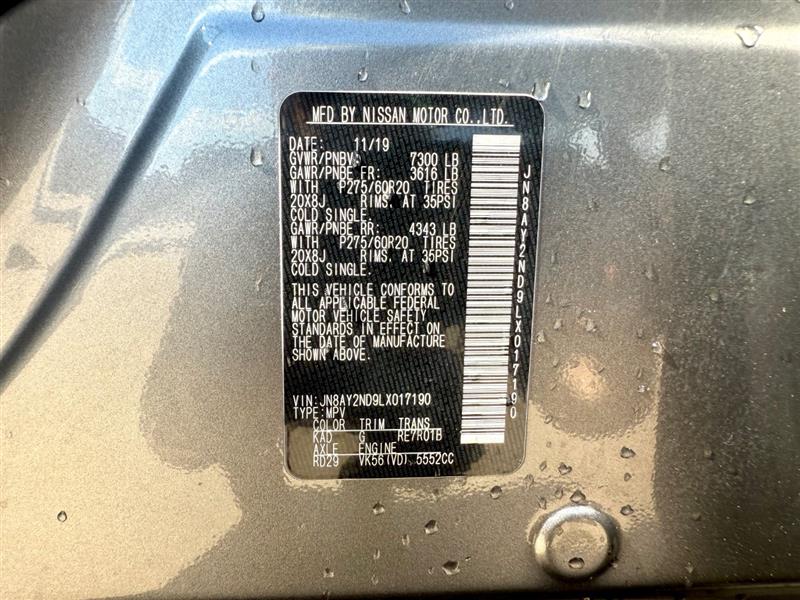 MFD BY NISSAN MOTOR CO.,LTD.
DATE: 11/19
GVWR/PNBV: 7300 LB
GAWR/PNBE FR: 3616 LB
WITH P275/60R20 TIRES
20X8J RIMS. AT 35PSI
COLD SINGLE.
GAWR/PNBE RR: 4343 LB
WITH P275/60R20 TIRES
20X8J RIMS. AT 35PSI
COLD SINGLE.
THIS VEHICLE CONFORMS TO
ALL APPLICABLE FEDERAL
MOTOR VEHICLE SAFETY
STANDARDS IN EFFECT ON
THE DATE OF MANUFACTURE
SHOWN ABOVE.
VIN: JN8AY2ND9LX017190
TYPE: MPV
COLOR TRIM TRANS
KAD G RE7R01B
AXLE ENGINE
RD29 VK56(VD) 5552CC
JN8AY2ND9LX017190